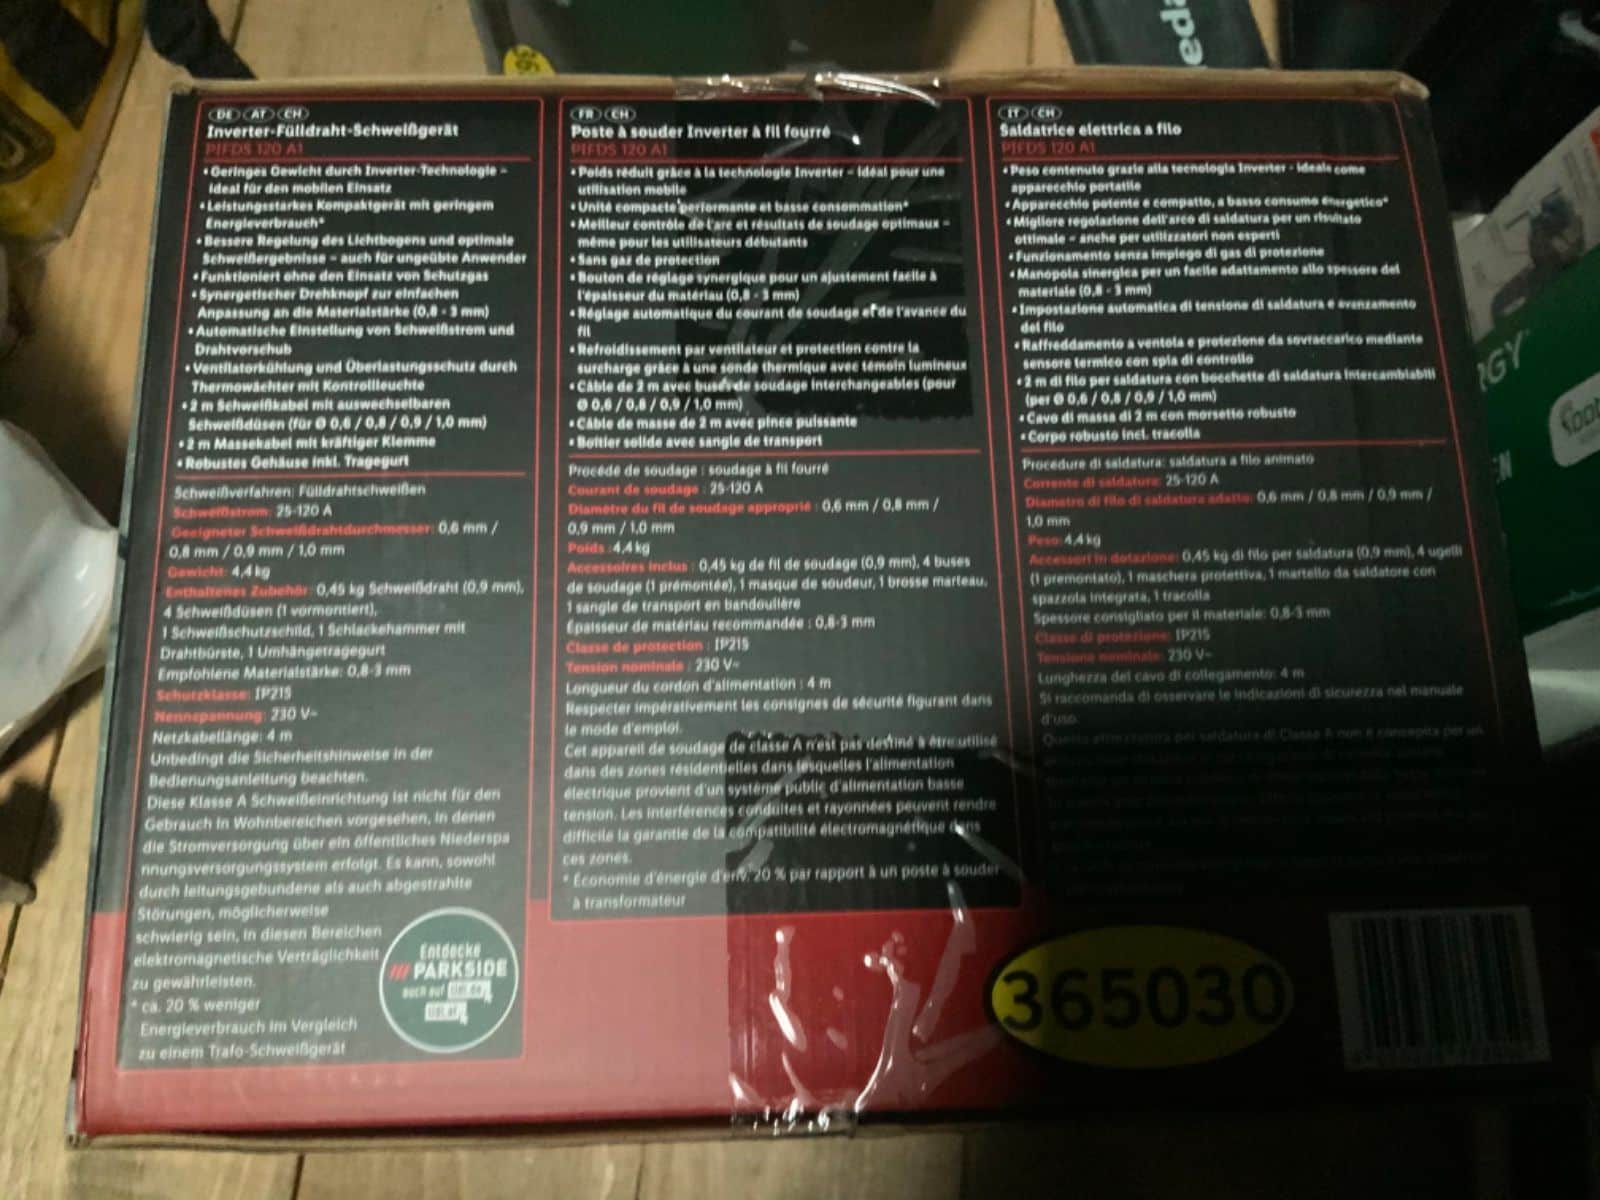 DE AT CH
Inverter-Fülldraht-Schweißgerät
PIFDS 120 A1
• Geringes Gewicht durch Inverter-Technologie –
ideal für den mobilen Einsatz
• Leistungsstarkes Kompaktgerät mit geringem
Energieverbrauch*
• Bessere Regelung des Lichtbogens und optimale
Schweißergebnisse – auch für ungeübte Anwender
• Funktioniert ohne den Einsatz von Schutzgas
• Synergetischer Drehknopf zur einfachen
Anpassung an die Materialstärke (0,8 - 3 mm)
• Automatische Einstellung von Schweißstrom und
Drahtvorschub
• Ventilatorkühlung und Überlastungsschutz durch
Thermowächter mit Kontrollleuchte
• 2 m Schweißkabel mit auswechselbaren
Schweißdüsen (für Ø 0,6 / 0,8 / 0,9 / 1,0 mm)
• 2 m Massekabel mit kräftiger Klemme
• Robustes Gehäuse inkl. Tragegurt
Schweißverfahren: Fülldrahtschweißen
Schweißstrom: 25-120 A
Geeigneter Schweißdrahtdurchmesser: 0,6 mm /
0,8 mm / 0,9 mm / 1,0 mm
Gewicht: 4,4 kg
Enthaltenes Zubehör: 0,45 kg Schweißdraht (0,9 mm),
4 Schweißdüsen (1 vormontiert),
1 Schweißschutzschild, 1 Schlackehammer mit
Drahtbürste, 1 Umhängetragegurt
Empfohlene Materialstärke: 0,8-3 mm
Schutzklasse: IP21S
Nennspannung: 230 V~
Netzkabellänge: 4 m
Unbedingt die Sicherheitshinweise in der
Bedienungsanleitung beachten.
Diese Klasse A Schweißeinrichtung ist nicht für den
Gebrauch in Wohnbereichen vorgesehen, in denen
die Stromversorgung über ein öffentliches Niederspa
nnungsversorgungssystem erfolgt. Es kann, sowohl
durch leitungsgebundene als auch abgestrahlte
Störungen, möglicherweise
schwierig sein, in diesen Bereichen
elektromagnetische Verträglichkeit
zu gewährleisten.
* ca. 20 % weniger
Energieverbrauch im Vergleich
zu einem Trafo-Schweißgerät
Entdecke
/// PARKSIDE
auch auf lidl.de
lidl.at
FR CH
Poste à souder Inverter à fil fourré
PIFDS 120 A1
• Poids réduit grâce à la technologie Inverter – idéal pour une
utilisation mobile
• Unité compacte performante et basse consommation*
• Meilleur contrôle de l'arc et résultats de soudage optimaux –
même pour les utilisateurs débutants
• Sans gaz de protection
• Bouton de réglage synergique pour un ajustement facile à
l'épaisseur du matériau (0,8 - 3 mm)
• Réglage automatique du courant de soudage et de l'avance du
fil
• Refroidissement par ventilateur et protection contre la
surcharge grâce à une sonde thermique avec témoin lumineux
• Câble de 2 m avec buses de soudage interchangeables (pour
Ø 0,6 / 0,8 / 0,9 / 1,0 mm)
• Câble de masse de 2 m avec pince puissante
• Boîtier solide avec sangle de transport
Procédé de soudage : soudage à fil fourré
Courant de soudage : 25-120 A
Diamètre du fil de soudage approprié : 0,6 mm / 0,8 mm /
0,9 mm / 1,0 mm
Poids : 4,4 kg
Accessoires inclus : 0,45 kg de fil de soudage (0,9 mm), 4 buses
de soudage (1 prémontée), 1 masque de soudeur, 1 brosse marteau,
1 sangle de transport en bandoulière
Épaisseur de matériau recommandée : 0,8-3 mm
Classe de protection : IP21S
Tension nominale : 230 V~
Longueur du cordon d'alimentation : 4 m
Respecter impérativement les consignes de sécurité figurant dans
le mode d'emploi.
Cet appareil de soudage de classe A n'est pas destiné à être utilisé
dans des zones résidentielles dans lesquelles l'alimentation
électrique provient d'un système public d'alimentation basse
tension. Les interférences conduites et rayonnées peuvent rendre
difficile la garantie de la compatibilité électromagnétique dans
ces zones.
* Économie d'énergie d'env. 20 % par rapport à un poste à souder
à transformateur
IT CH
Saldatrice elettrica a filo
PIFDS 120 A1
• Peso contenuto grazie alla tecnologia Inverter - ideale come
apparecchio portatile
• Apparecchio potente e compatto, a basso consumo energetico*
• Migliore regolazione dell'arco di saldatura per un risultato
ottimale – anche per utilizzatori non esperti
• Funzionamento senza impiego di gas di protezione
• Manopola sinergica per un facile adattamento allo spessore del
materiale (0,8 - 3 mm)
• Impostazione automatica di tensione di saldatura e avanzamento
del filo
• Raffreddamento a ventola e protezione da sovraccarico mediante
sensore termico con spia di controllo
• 2 m di filo per saldatura con bocchette di saldatura intercambiabili
(per Ø 0,6 / 0,8 / 0,9 / 1,0 mm)
• Cavo di massa di 2 m con morsetto robusto
• Corpo robusto incl. tracolla
Procedure di saldatura: saldatura a filo animato
Corrente di saldatura: 25-120 A
Diametro di filo di saldatura adatto: 0,6 mm / 0,8 mm / 0,9 mm /
1,0 mm
Peso: 4,4 kg
Accessori in dotazione: 0,45 kg di filo per saldatura (0,9 mm), 4 ugelli
(1 premontato), 1 maschera protettiva, 1 martello da saldatore con
spazzola integrata, 1 tracolla
Spessore consigliato per il materiale: 0,8-3 mm
Classe di protezione: IP21S
Tensione nominale: 230 V~
Lunghezza del cavo di collegamento: 4 m
Si raccomanda di osservare le indicazioni di sicurezza nel manuale
d'uso.
365030